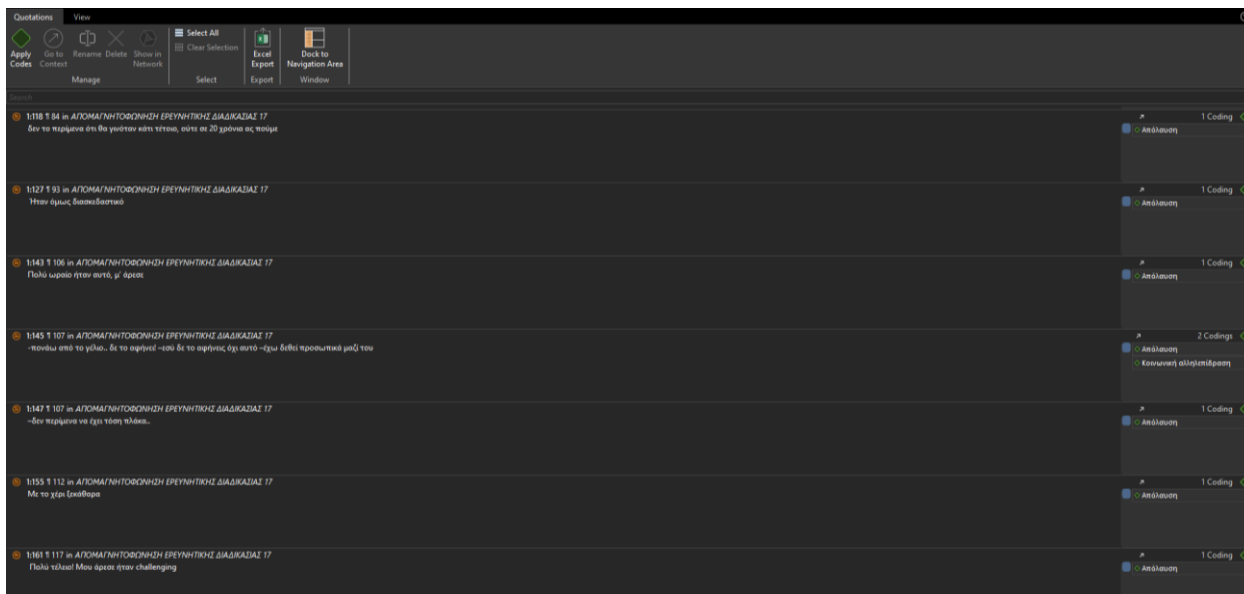 Quotations View
Apply Codes
Go to Context
Rename
Delete
Show in Network
Select All
Clear Selection
Excel Export
Dock to Navigation Area
Manage Select Export Window
Search
1:118 ¶ 84 in ΑΠΟΜΑΓΝΗΤΟΦΩΝΗΣΗ ΕΡΕΥΝΗΤΙΚΗΣ ΔΙΑΔΙΚΑΣΙΑΣ 17 1 Coding
δεν το περίμενα ότι θα γινόταν κάτι τέτοιο, ούτε σε 20 χρόνια ας πούμε Απόλαυση
1:127 ¶ 93 in ΑΠΟΜΑΓΝΗΤΟΦΩΝΗΣΗ ΕΡΕΥΝΗΤΙΚΗΣ ΔΙΑΔΙΚΑΣΙΑΣ 17 1 Coding
Ήταν όμως διασκεδαστικό Απόλαυση
1:143 ¶ 106 in ΑΠΟΜΑΓΝΗΤΟΦΩΝΗΣΗ ΕΡΕΥΝΗΤΙΚΗΣ ΔΙΑΔΙΚΑΣΙΑΣ 17 1 Coding
Πολύ ωραίο ήταν αυτό, μ' άρεσε Απόλαυση
1:145 ¶ 107 in ΑΠΟΜΑΓΝΗΤΟΦΩΝΗΣΗ ΕΡΕΥΝΗΤΙΚΗΣ ΔΙΑΔΙΚΑΣΙΑΣ 17 2 Codings
-πονάω από το γέλιο.. δε το αφήνει! –εσύ δε το αφήνεις όχι αυτό –έχω δεθεί προσωπικά μαζί του Απόλαυση
Κοινωνική αλληλεπίδραση
1:147 ¶ 107 in ΑΠΟΜΑΓΝΗΤΟΦΩΝΗΣΗ ΕΡΕΥΝΗΤΙΚΗΣ ΔΙΑΔΙΚΑΣΙΑΣ 17 1 Coding
–δεν περίμενα να έχει τόση πλάκα.. Απόλαυση
1:155 ¶ 112 in ΑΠΟΜΑΓΝΗΤΟΦΩΝΗΣΗ ΕΡΕΥΝΗΤΙΚΗΣ ΔΙΑΔΙΚΑΣΙΑΣ 17 1 Coding
Με το χέρι ξεκάθαρα Απόλαυση
1:161 ¶ 117 in ΑΠΟΜΑΓΝΗΤΟΦΩΝΗΣΗ ΕΡΕΥΝΗΤΙΚΗΣ ΔΙΑΔΙΚΑΣΙΑΣ 17 1 Coding
Πολύ τέλειο! Μου άρεσε ήταν challenging Απόλαυση